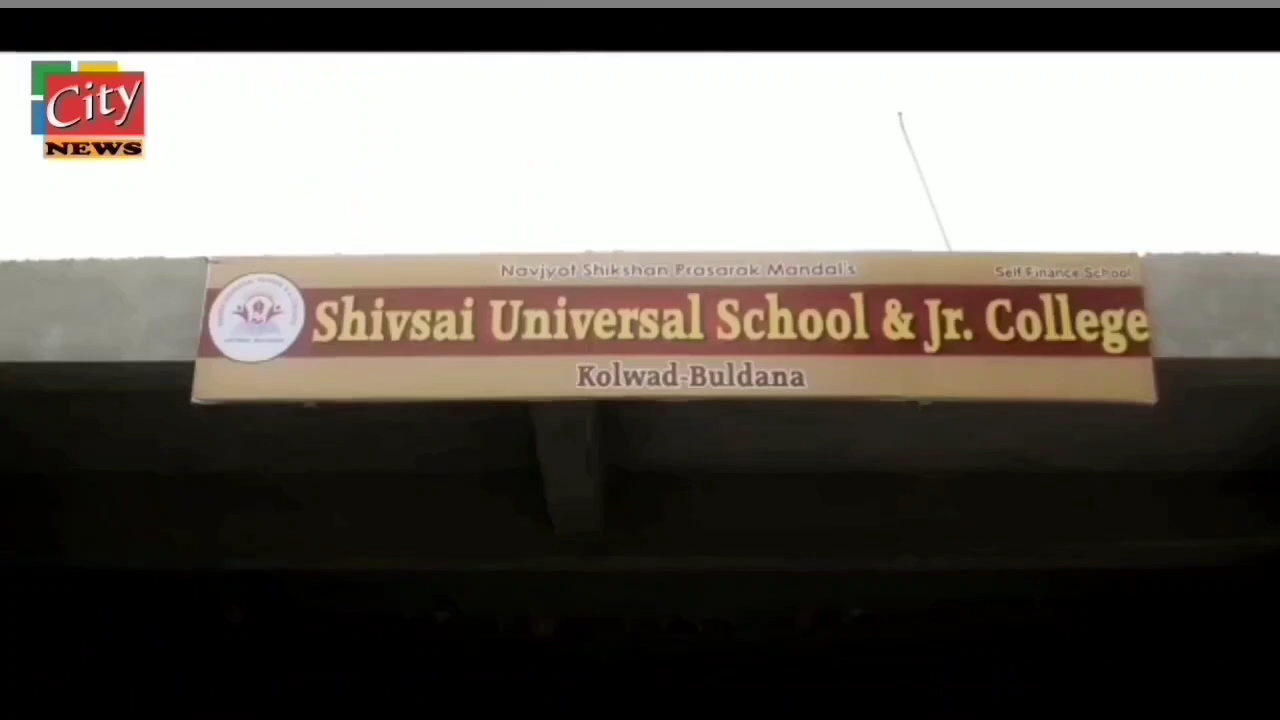 City
NEWS
Navjyot Shikshan Prasarak Mandal's
Self Finance School
Shivsai Universal School & Jr. College
Kolwad-Buldana